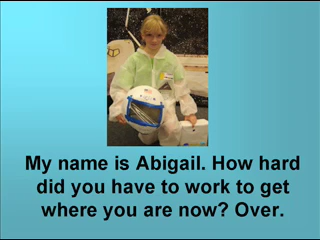 My name is Abigail. How hard
did you have to work to get
where you are now? Over.